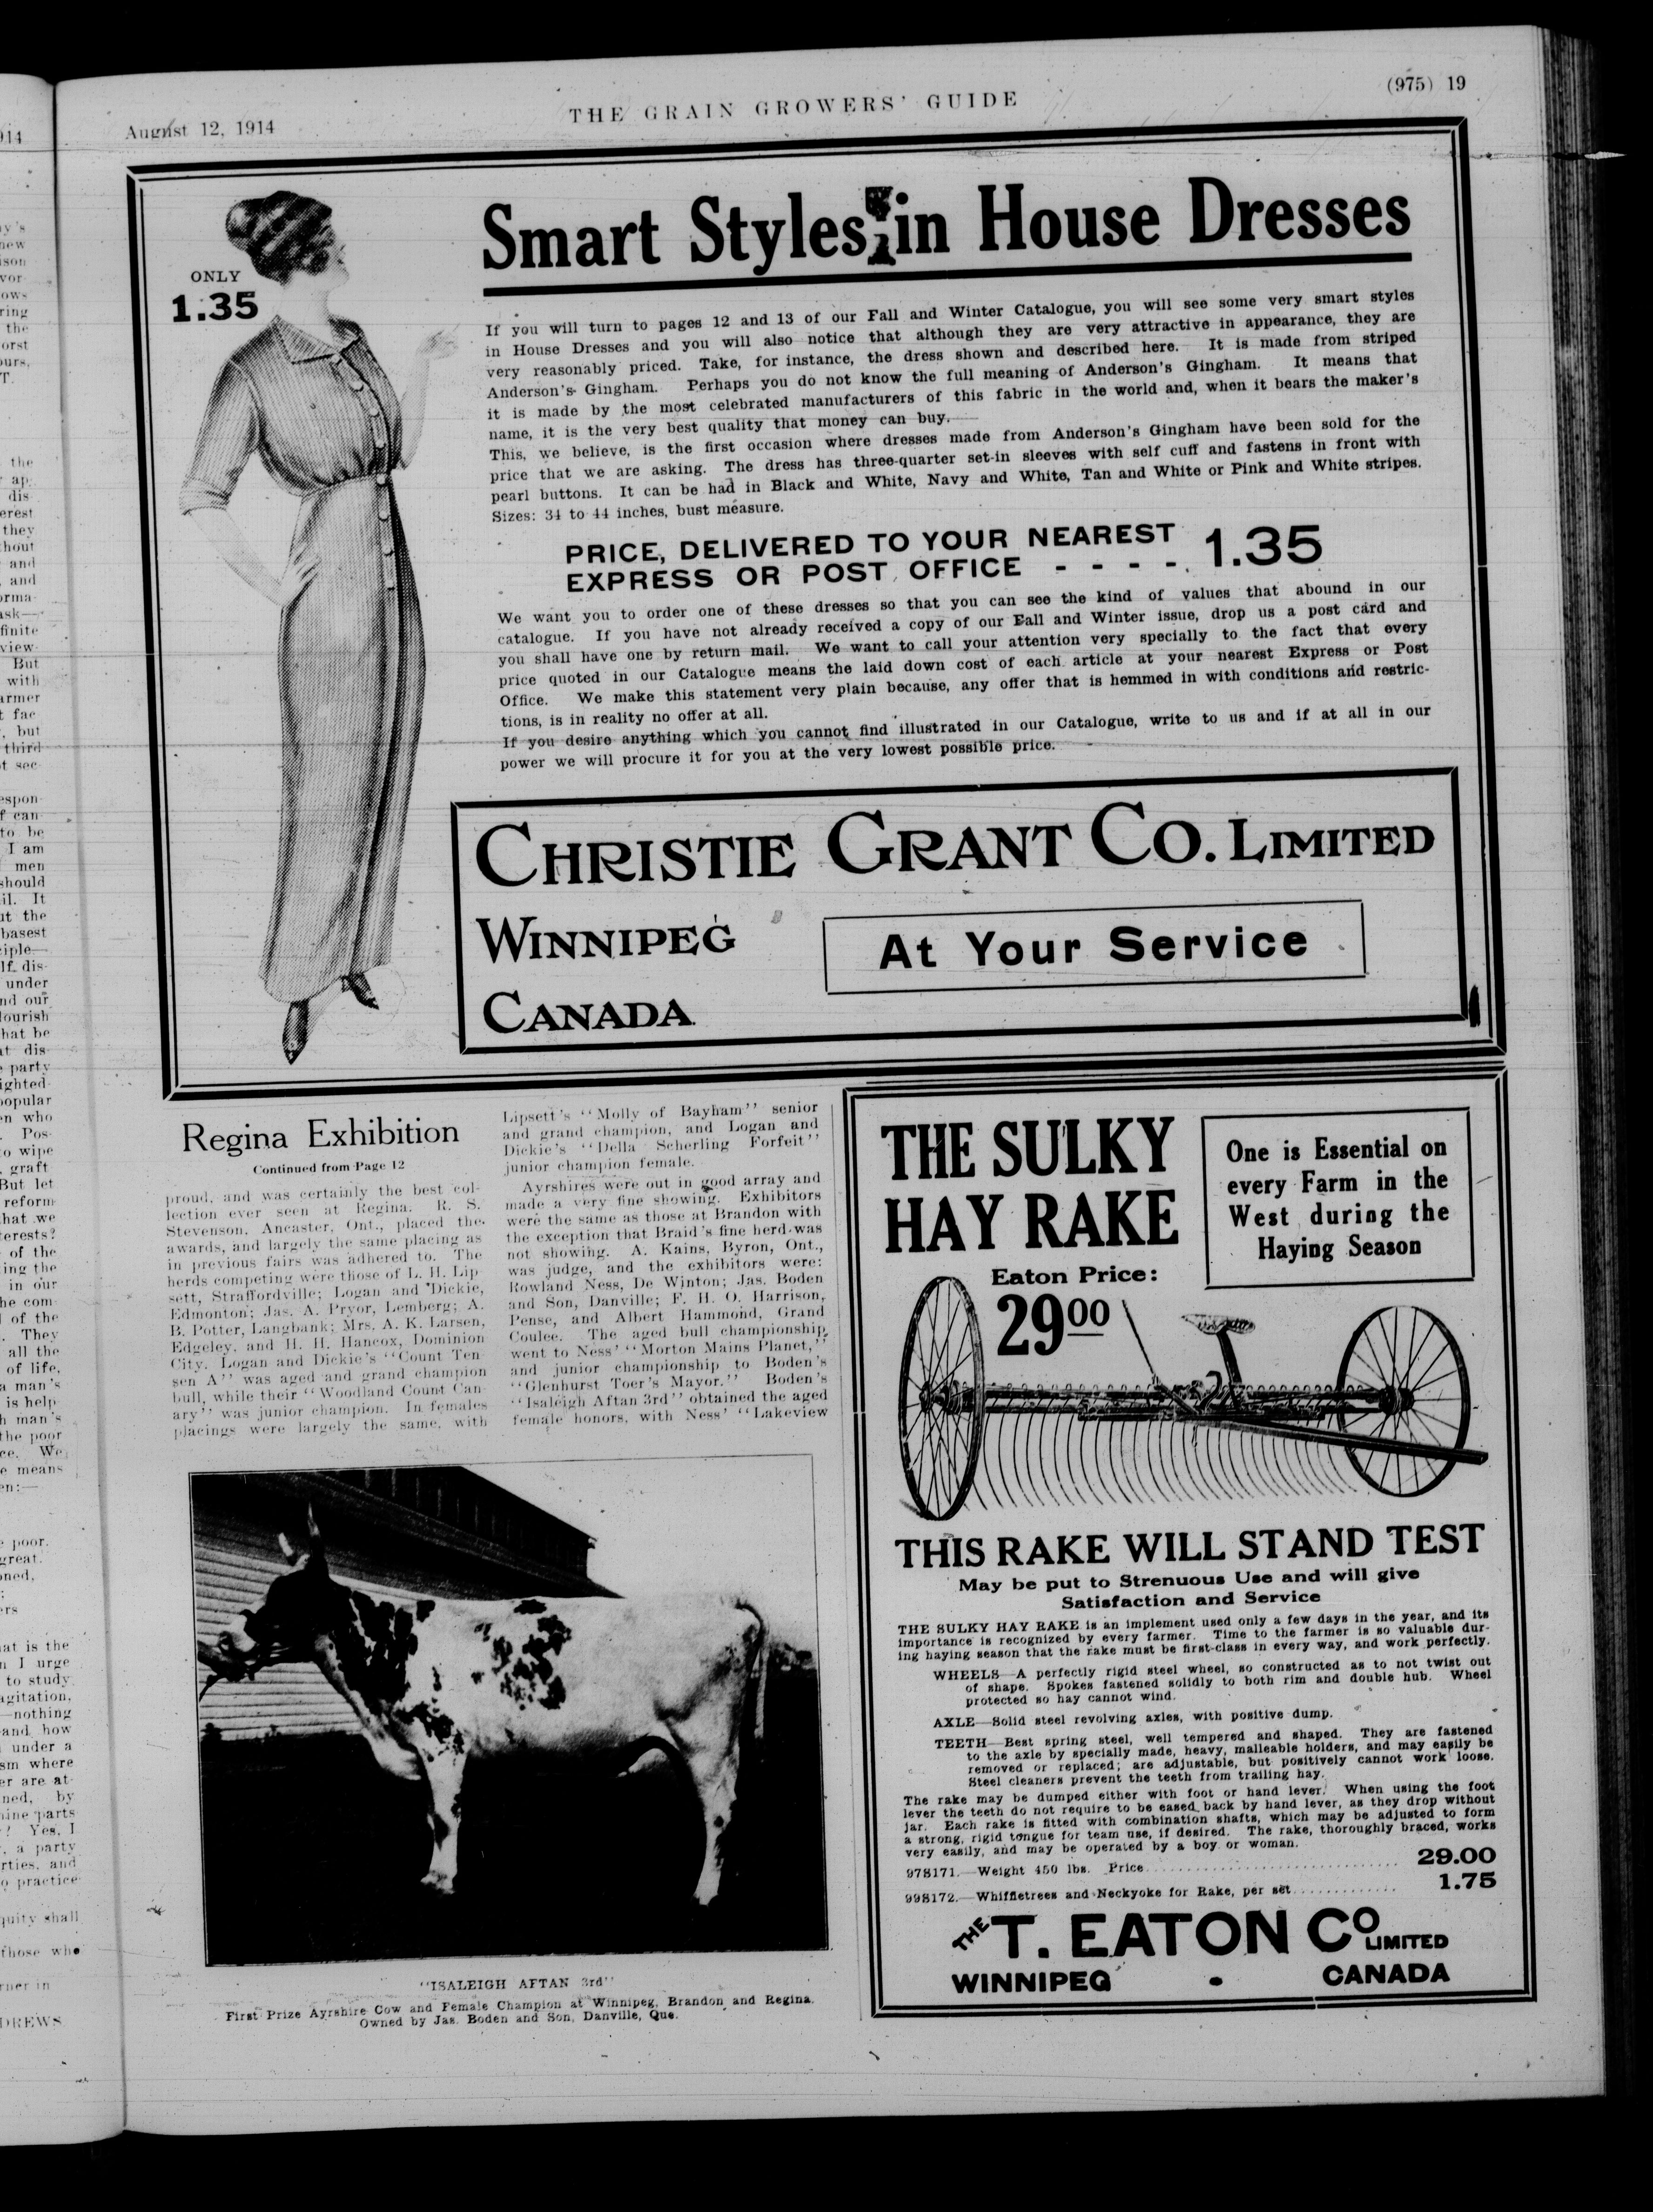 August 12, 1914
THE GRAIN GROWERS' GUIDE
(975) 19
ONLY
1.35
Smart Styles in House Dresses
If you will turn to pages 12 and 13 of our Fall and Winter Catalogue, you will see some very smart styles
in House Dresses and you will also notice that although they are very attractive in appearance, they are
very reasonably priced. Take, for instance, the dress shown and described here. It is made from striped
Anderson's Gingham. Perhaps you do not know the full meaning of Anderson's Gingham. It means that
it is made by the most celebrated manufacturers of this fabric in the world and, when it bears the maker's
name, it is the very best quality that money can buy.
This, we believe, is the first occasion where dresses made from Anderson's Gingham have been sold for the
price that we are asking. The dress has three-quarter set-in sleeves with self cuff and fastens in front with
pearl buttons. It can be had in Black and White, Navy and White, Tan and White or Pink and White stripes.
Sizes: 34 to 44 inches, bust measure.
PRICE, DELIVERED TO YOUR NEAREST
EXPRESS OR POST OFFICE - - - - 1.35
We want you to order one of these dresses so that you can see the kind of values that abound in our
catalogue. If you have not already received a copy of our Fall and Winter issue, drop us a post card and
you shall have one by return mail. We want to call your attention very specially to the fact that every
price quoted in our Catalogue means the laid down cost of each article at your nearest Express or Post
Office. We make this statement very plain because, any offer that is hemmed in with conditions and restric-
tions, is in reality no offer at all.
If you desire anything which you cannot find illustrated in our Catalogue, write to us and if at all in our
power we will procure it for you at the very lowest possible price.
CHRISTIE GRANT CO. LIMITED
WINNIPEG
CANADA
At Your Service
Regina Exhibition
Continued from Page 12
proud, and was certainly the best col-
lection ever seen at Regina. R. S.
Stevenson, Ancaster, Ont., placed the
awards, and largely the same placing as
in previous fairs was adhered to. The
herds competing were those of L. H. Lip-
sett, Straffordville; Logan and Dickie,
Edmonton; Jas. A. Pryor, Lemberg; A.
B. Potter, Langbank; Mrs. A. K. Larsen,
Edgeley, and H. H. Hancox, Dominion
City. Logan and Dickie's "Count Ten-
sen A" was aged and grand champion
bull, while their "Woodland Count Can-
ary" was junior champion. In females
placings were largely the same, with
Lipsett's "Molly of Bayham" senior
and grand champion, and Logan and
Dickie's "Della Scherling Forfeit"
junior champion female.
Ayrshires were out in good array and
made a very fine showing. Exhibitors
were the same as those at Brandon with
the exception that Braid's fine herd was
not showing. A. Kains, Byron, Ont.,
was judge, and the exhibitors were:
Rowland Ness, De Winton; Jas. Boden
and Son, Danville; F. H. O. Harrison,
Pense, and Albert Hammond, Grand
Coulee. The aged bull championship
went to Ness' "Morton Mains Planet,"
and junior championship to Boden's
"Glenhurst Toer's Mayor." Boden's
"Isaleigh Aftan 3rd" obtained the aged
female honors, with Ness' "Lakeview
"ISALEIGH AFTAN 3rd"
First Prize Ayrshire Cow and Female Champion at Winnipeg, Brandon and Regina.
Owned by Jas. Boden and Son, Danville, Que.
THE SULKY
HAY RAKE
One is Essential on
every Farm in the
West during the
Haying Season
Eaton Price:
29 00
THIS RAKE WILL STAND TEST
May be put to Strenuous Use and will give
Satisfaction and Service
THE SULKY HAY RAKE is an implement used only a few days in the year, and its
importance is recognized by every farmer. Time to the farmer is so valuable dur-
ing haying season that the rake must be first-class in every way, and work perfectly.
WHEELS—A perfectly rigid steel wheel, so constructed as to not twist out
of shape. Spokes fastened solidly to both rim and double hub. Wheel
protected so hay cannot wind.
AXLE—Solid steel revolving axles, with positive dump.
TEETH—Best spring steel, well tempered and shaped. They are fastened
to the axle by specially made, heavy, malleable holders, and may easily be
removed or replaced; are adjustable, but positively cannot work loose.
Steel cleaners prevent the teeth from trailing hay.
The rake may be dumped either with foot or hand lever. When using the foot
lever the teeth do not require to be eased back by hand lever, as they drop without
jar. Each rake is fitted with combination shafts, which may be adjusted to form
a strong, rigid tongue for team use, if desired. The rake, thoroughly braced, works
very easily, and may be operated by a boy or woman.
978171.—Weight 450 lbs. Price 29.00
998172.—Whiffletrees and Neckyoke for Rake, per set 1.75
THE T. EATON CO LIMITED
WINNIPEG • CANADA